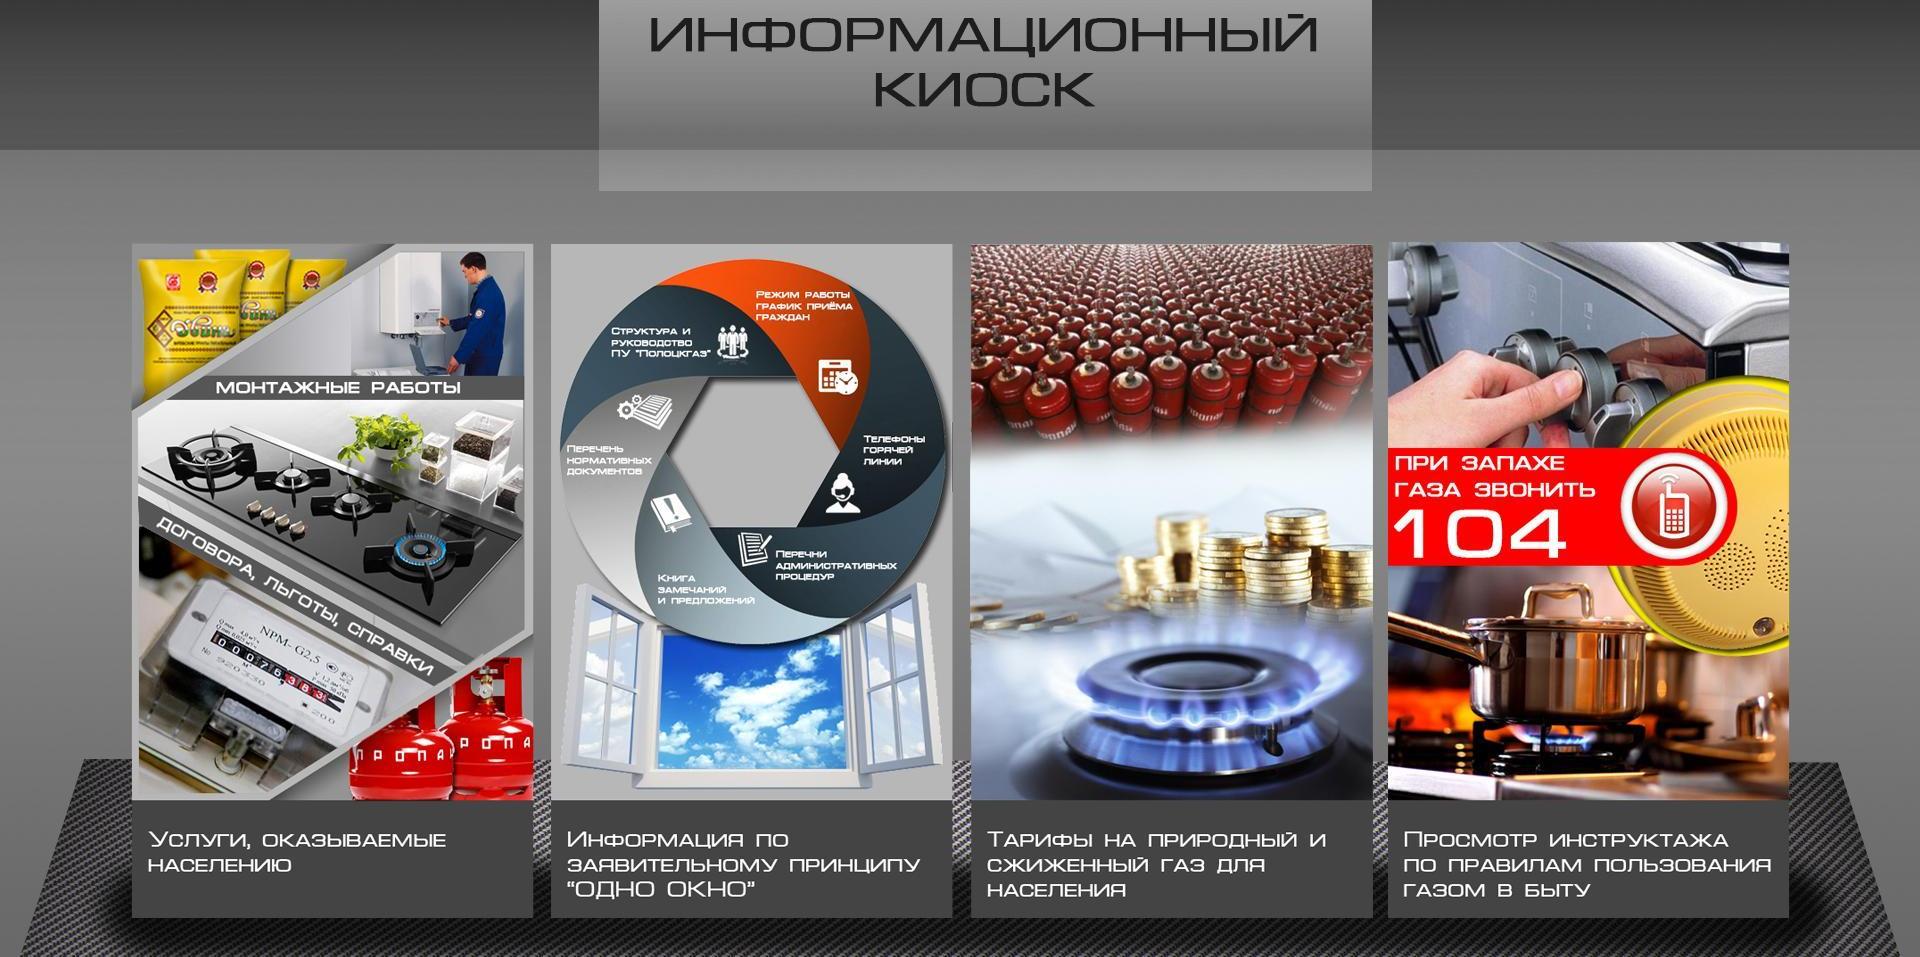 ИНФОРМАЦИОННЫЙ
КИОСК
МОНТАЖНЫЕ РАБОТЫ
ДОГОВОРА, ЛЬГОТЫ, СПРАВКИ
NPM- G2,5
ПРОПАН
РОПА
Услуги, оказываемые
населению
Режим работы
график приёма
граждан
Структура и
руководство
ПУ "Полоцкгаз"
Телефоны
горячей
линии
Перечень
нормативных
документов
Перечни
административных
процедур
Книга
замечаний
и предложений
Информация по
заявительному принципу
“ОДНО ОКНО”
Тарифы на природный и
сжиженный газ для
населения
ПРИ ЗАПАХЕ
ГАЗА ЗВОНИТЬ
104
Просмотр инструктажа
по правилам пользования
газом в быту